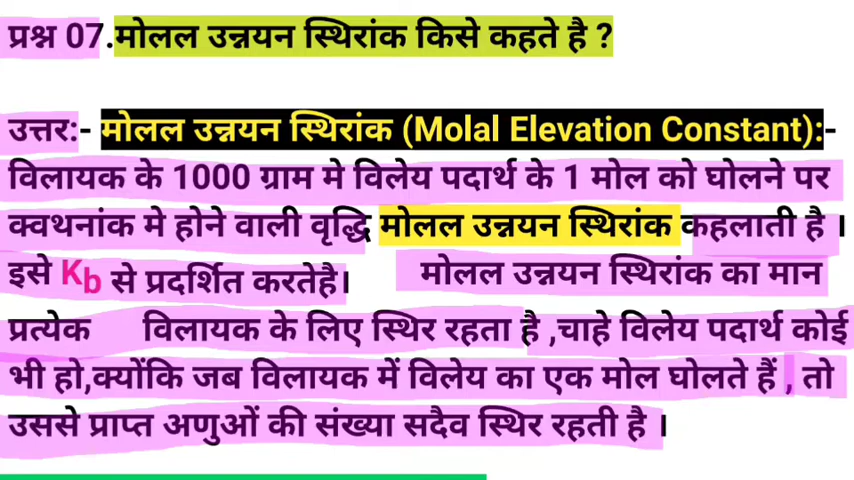 प्रश्न 07.मोलल उन्नयन स्थिरांक किसे कहते है ?
उत्तर:- मोलल उन्नयन स्थिरांक (Molal Elevation Constant):-
विलायक के 1000 ग्राम मे विलेय पदार्थ के 1 मोल को घोलने पर
क्वथनांक मे होने वाली वृद्धि मोलल उन्नयन स्थिरांक कहलाती है ।
इसे Kb से प्रदर्शित करतेहै। मोलल उन्नयन स्थिरांक का मान
प्रत्येक विलायक के लिए स्थिर रहता है ,चाहे विलेय पदार्थ कोई
भी हो,क्योंकि जब विलायक में विलेय का एक मोल घोलते हैं , तो
उससे प्राप्त अणुओं की संख्या सदैव स्थिर रहती है ।